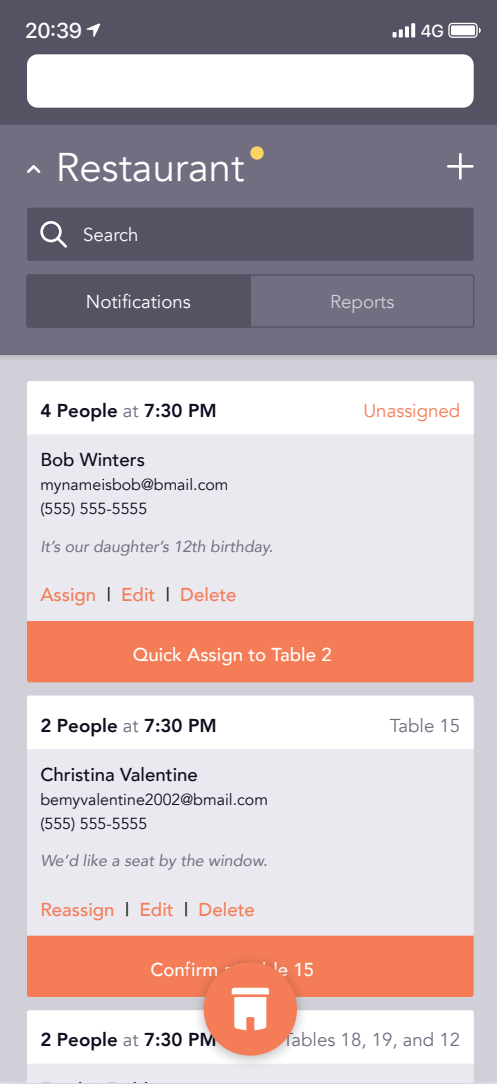 20:39
4G
Restaurant
Search
Notifications Reports
4 People at 7:30 PM Unassigned
Bob Winters
mynameisbob@bmail.com
(555) 555-5555
It's our daughter's 12th birthday.
Assign | Edit | Delete
Quick Assign to Table 2
2 People at 7:30 PM Table 15
Christina Valentine
bemyvalentine2002@bmail.com
(555) 555-5555
We'd like a seat by the window.
Reassign | Edit | Delete
Confirm 15
2 People at 7:30 PM Tables 18, 19, and 12